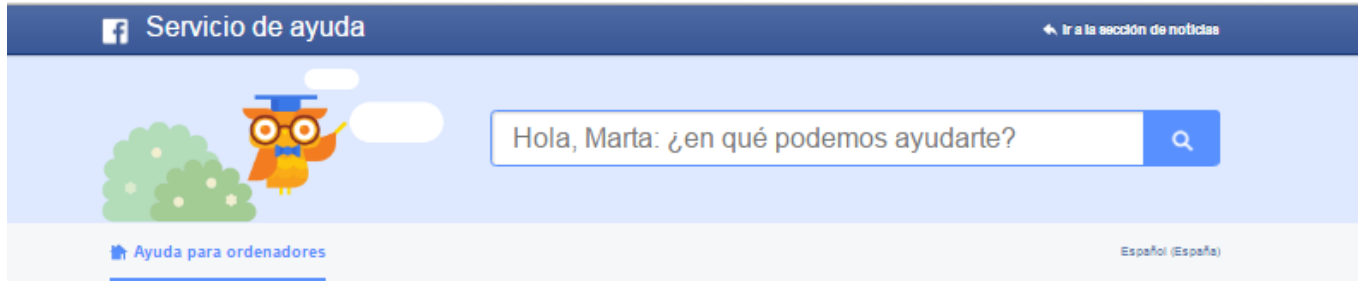 Servicio de ayuda
Ir a la sección de noticias
Hola, Marta: ¿en qué podemos ayudarte?
Ayuda para ordenadores
Español (España)